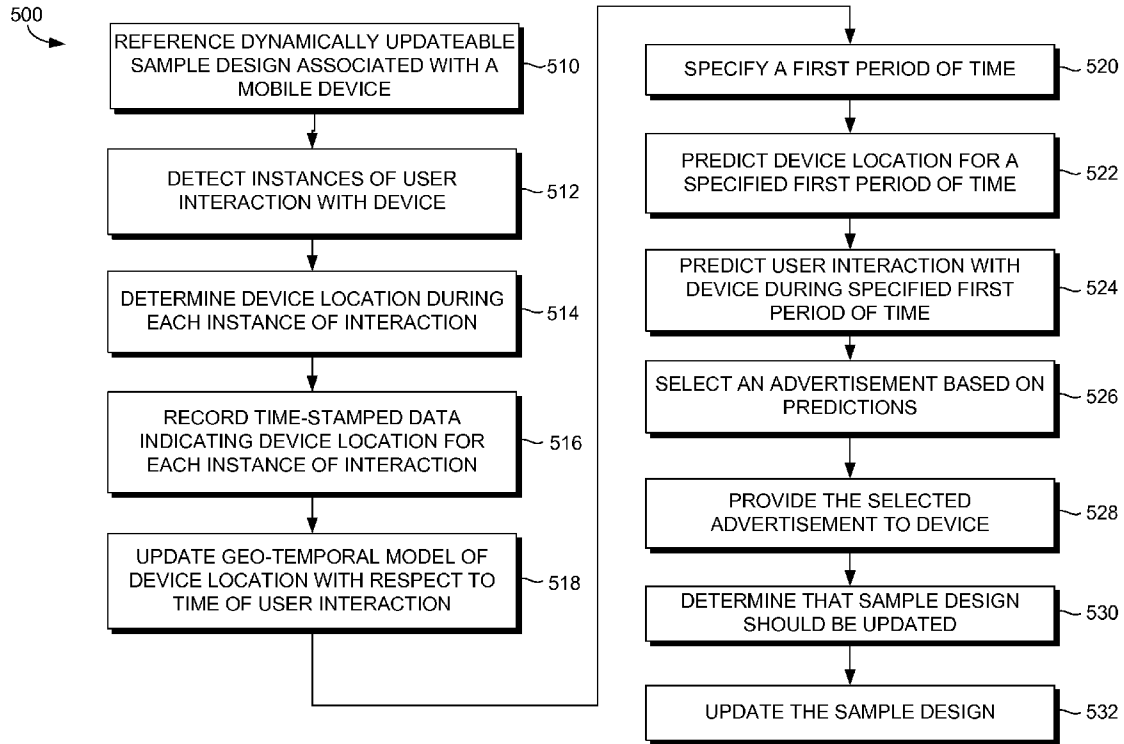 500
REFERENCE DYNAMICALLY UPDATEABLE
SAMPLE DESIGN ASSOCIATED WITH A
MOBILE DEVICE
510
DETECT INSTANCES OF USER
INTERACTION WITH DEVICE
512
DETERMINE DEVICE LOCATION DURING
EACH INSTANCE OF INTERACTION
514
RECORD TIME-STAMPED DATA
INDICATING DEVICE LOCATION FOR
EACH INSTANCE OF INTERACTION
516
UPDATE GEO-TEMPORAL MODEL OF
DEVICE LOCATION WITH RESPECT TO
TIME OF USER INTERACTION
518
SPECIFY A FIRST PERIOD OF TIME
520
PREDICT DEVICE LOCATION FOR A
SPECIFIED FIRST PERIOD OF TIME
522
PREDICT USER INTERACTION WITH
DEVICE DURING SPECIFIED FIRST
PERIOD OF TIME
524
SELECT AN ADVERTISEMENT BASED ON
PREDICTIONS
526
PROVIDE THE SELECTED
ADVERTISEMENT TO DEVICE
528
DETERMINE THAT SAMPLE DESIGN
SHOULD BE UPDATED
530
UPDATE THE SAMPLE DESIGN
532